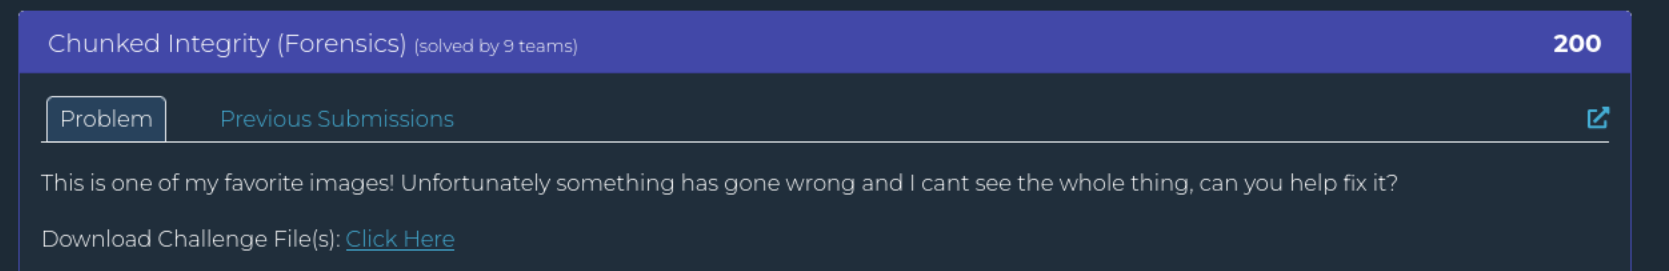 Chunked Integrity (Forensics) (solved by 9 teams) 200
Problem Previous Submissions
This is one of my favorite images! Unfortunately something has gone wrong and I cant see the whole thing, can you help fix it?
Download Challenge File(s): Click Here